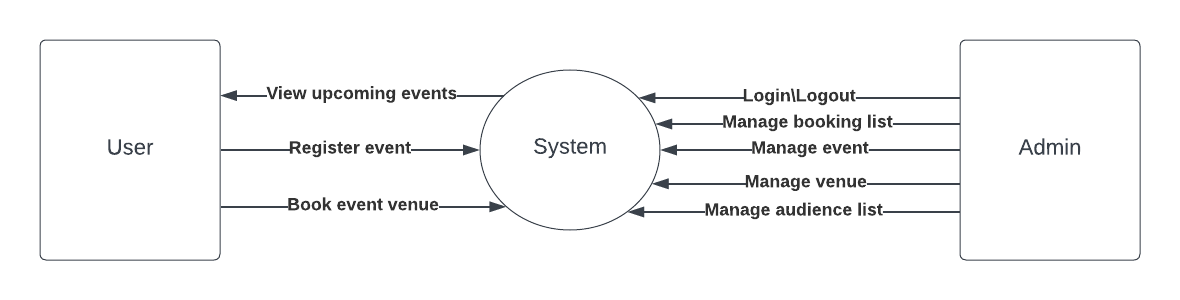 User
View upcoming events
Register event
Book event venue
System
Login\Logout
Manage booking list
Manage event
Manage venue
Manage audience list
Admin